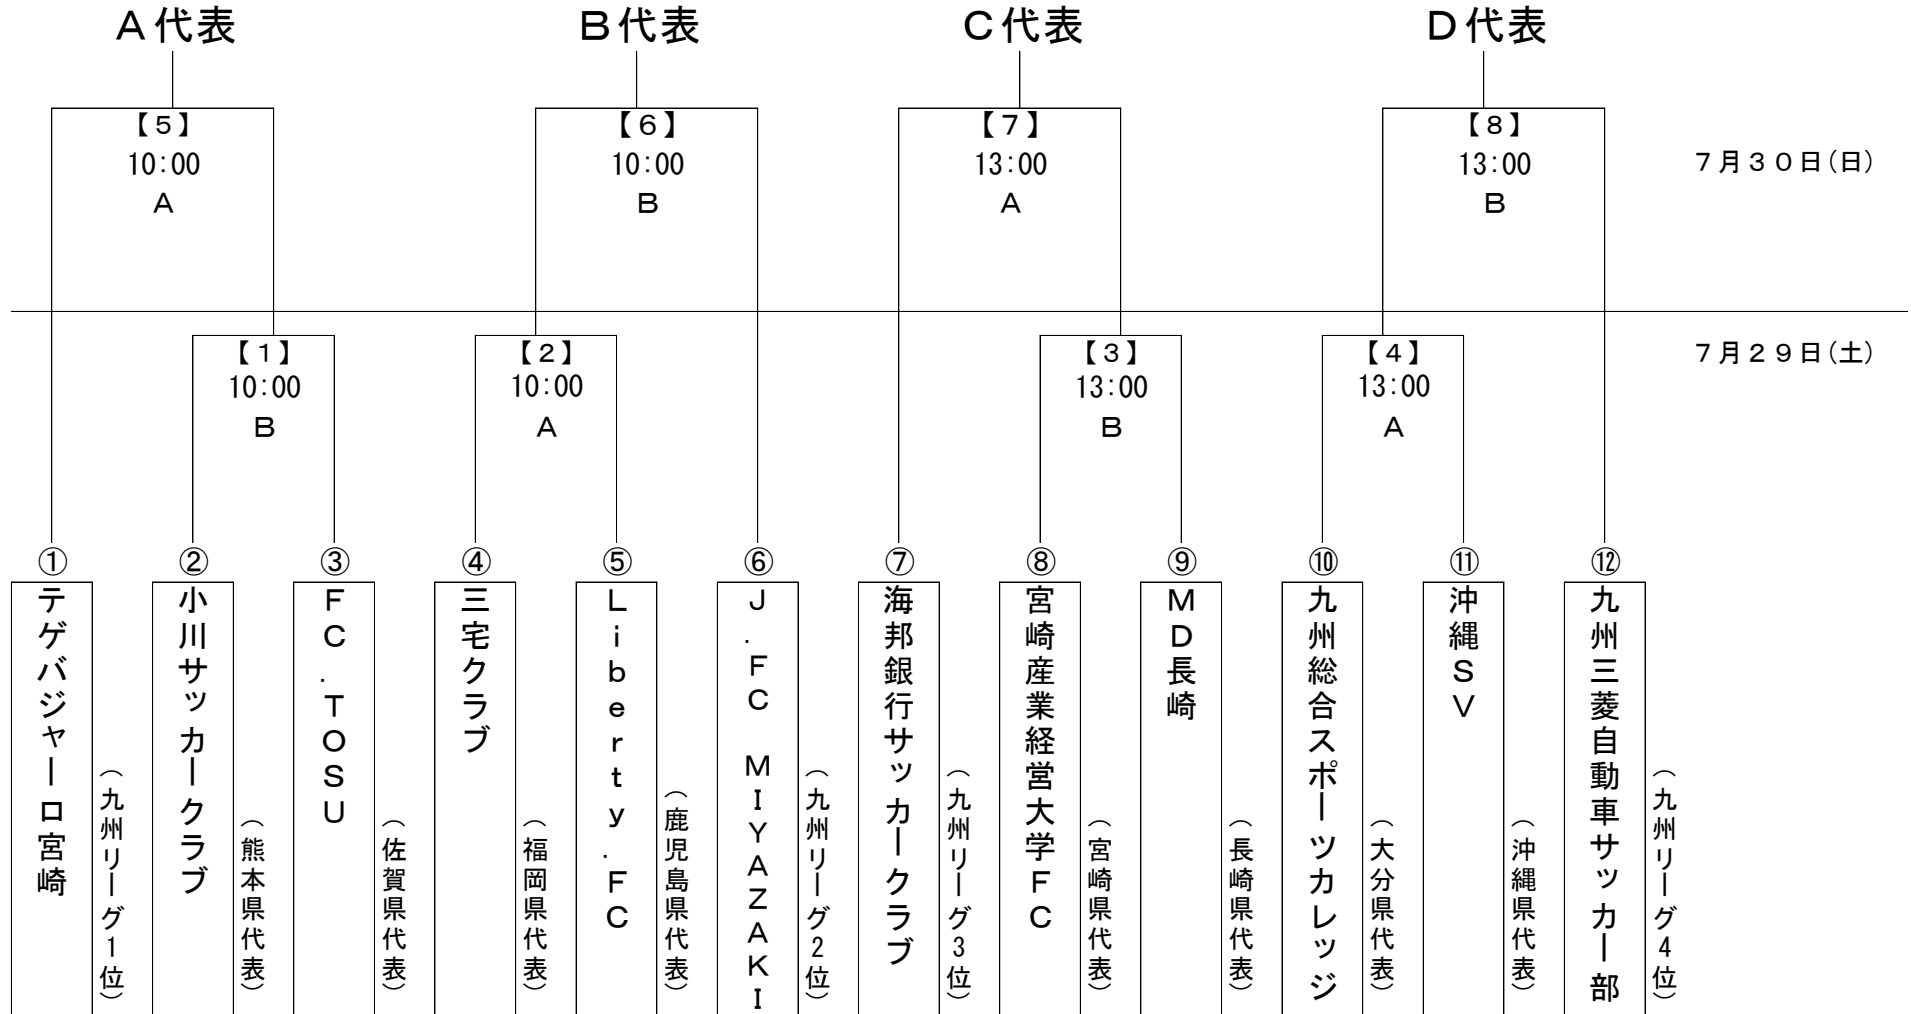 A代表
B代表
C代表
D代表
【5】
10:00
A
【6】
10:00
B
【7】
13:00
A
【8】
13:00
B
7月30日(日)
【1】
10:00
B
【2】
10:00
A
【3】
13:00
B
【4】
13:00
A
7月29日(土)
①
テゲバジャーロ宮崎
(九州リーグ1位)
②
小川サッカークラブ
(熊本県代表)
③
FC.TOSU
(佐賀県代表)
④
三宅クラブ
(福岡県代表)
⑤
Liberty.FC
(鹿児島県代表)
⑥
J.FC MIYAZAKI
(九州リーグ2位)
⑦
海邦銀行サッカークラブ
(九州リーグ3位)
⑧
宮崎産業経営大学FC
(宮崎県代表)
⑨
MD長崎
(長崎県代表)
⑩
九州総合スポーツカレッジ
(大分県代表)
⑪
沖縄SV
(沖縄県代表)
⑫
九州三菱自動車サッカー部
(九州リーグ4位)